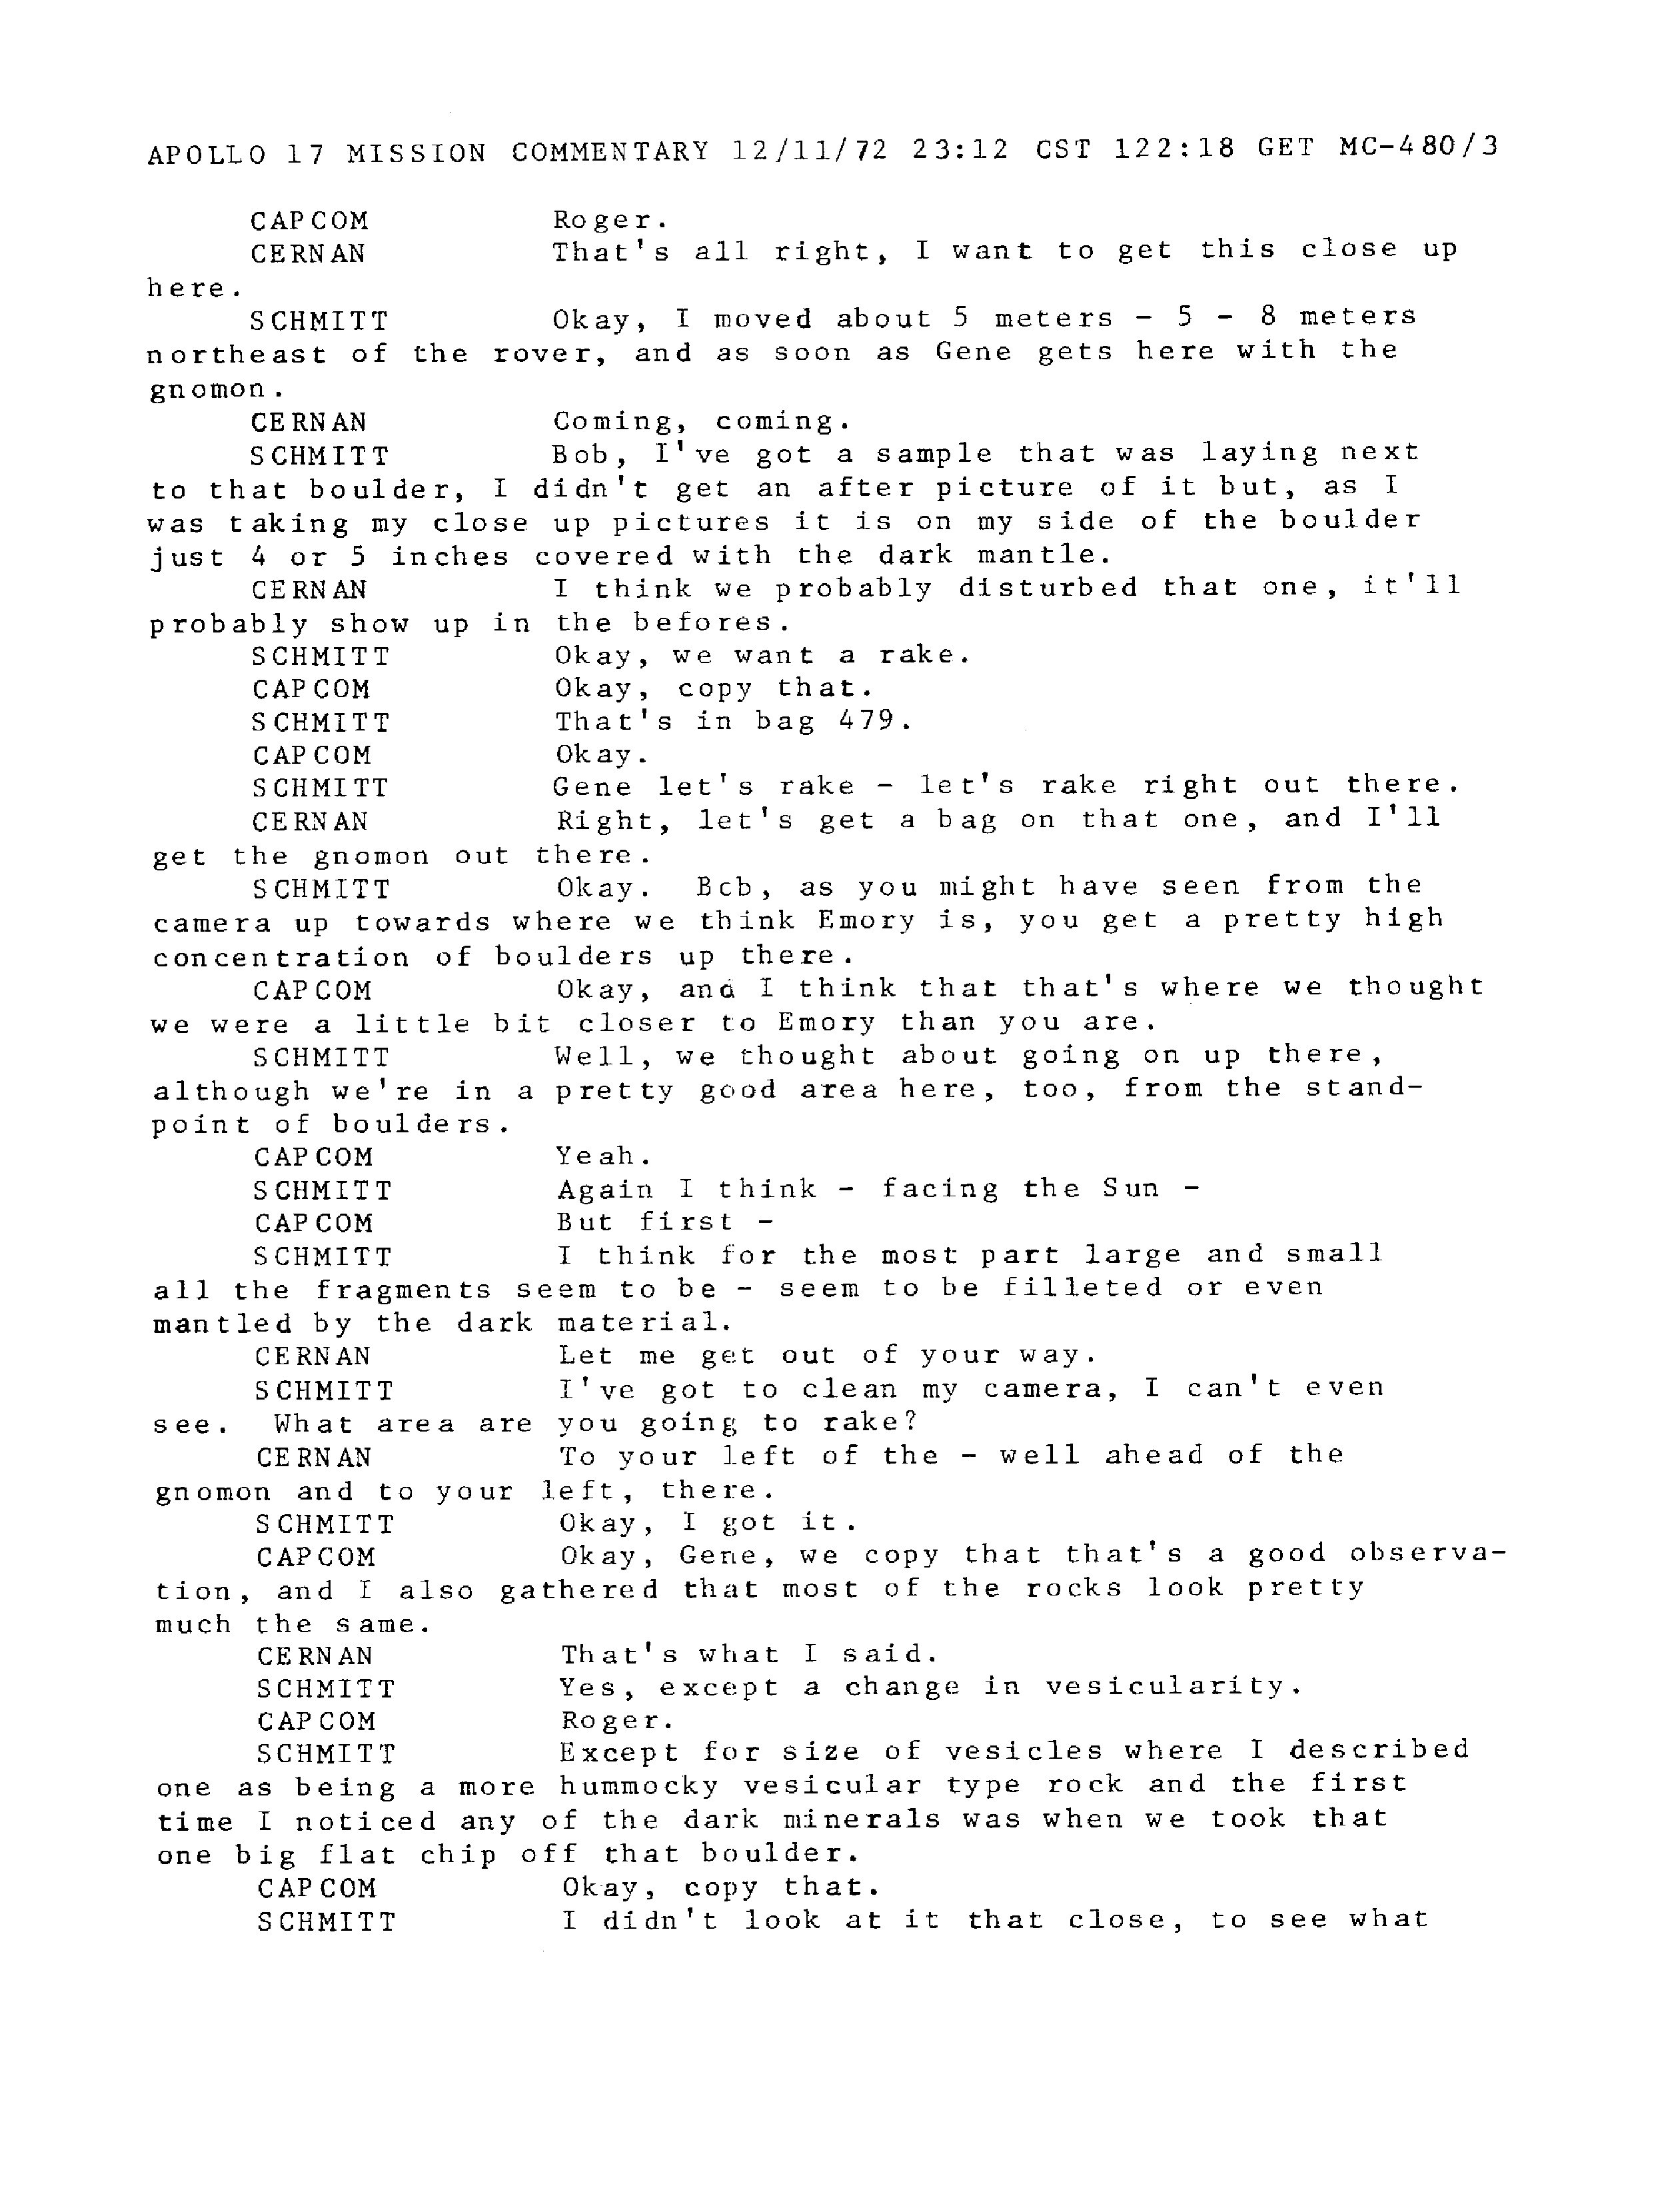 APOLLO 17 MISSION COMMENTARY 12/11/72 23:12 CST 122:18 GET MC-480/3
CAPCOM Roger.
CERNAN That's all right, I want to get this close up
here.
SCHMITT Okay, I moved about 5 meters - 5 - 8 meters
northeast of the rover, and as soon as Gene gets here with the
gnomon.
CERNAN Coming, coming.
SCHMITT Bob, I've got a sample that was laying next
to that boulder, I didn't get an after picture of it but, as I
was taking my close up pictures it is on my side of the boulder
just 4 or 5 inches covered with the dark mantle.
CERNAN I think we probably disturbed that one, it'll
probably show up in the befores.
SCHMITT Okay, we want a rake.
CAPCOM Okay, copy that.
SCHMITT That's in bag 479.
CAPCOM Okay.
SCHMITT Gene let's rake - let's rake right out there.
CERNAN Right, let's get a bag on that one, and I'll
get the gnomon out there.
SCHMITT Okay. Bcb, as you might have seen from the
camera up towards where we think Emory is, you get a pretty high
concentration of boulders up there.
CAPCOM Okay, and I think that that's where we thought
we were a little bit closer to Emory than you are.
SCHMITT Well, we thought about going on up there,
although we're in a pretty good area here, too, from the stand-
point of boulders.
CAPCOM Yeah.
SCHMITT Again I think - facing the Sun -
CAPCOM But first -
SCHMITT I think for the most part large and small
all the fragments seem to be - seem to be filleted or even
mantled by the dark material.
CERNAN Let me get out of your way.
SCHMITT I've got to clean my camera, I can't even
see. What area are you going to rake?
CERNAN To your left of the - well ahead of the
gnomon and to your left, there.
SCHMITT Okay, I got it.
CAPCOM Okay, Gene, we copy that that's a good observa-
tion, and I also gathered that most of the rocks look pretty
much the same.
CERNAN That's what I said.
SCHMITT Yes, except a change in vesicularity.
CAPCOM Roger.
SCHMITT Except for size of vesicles where I described
one as being a more hummocky vesicular type rock and the first
time I noticed any of the dark minerals was when we took that
one big flat chip off that boulder.
CAPCOM Okay, copy that.
SCHMITT I didn't look at it that close, to see what